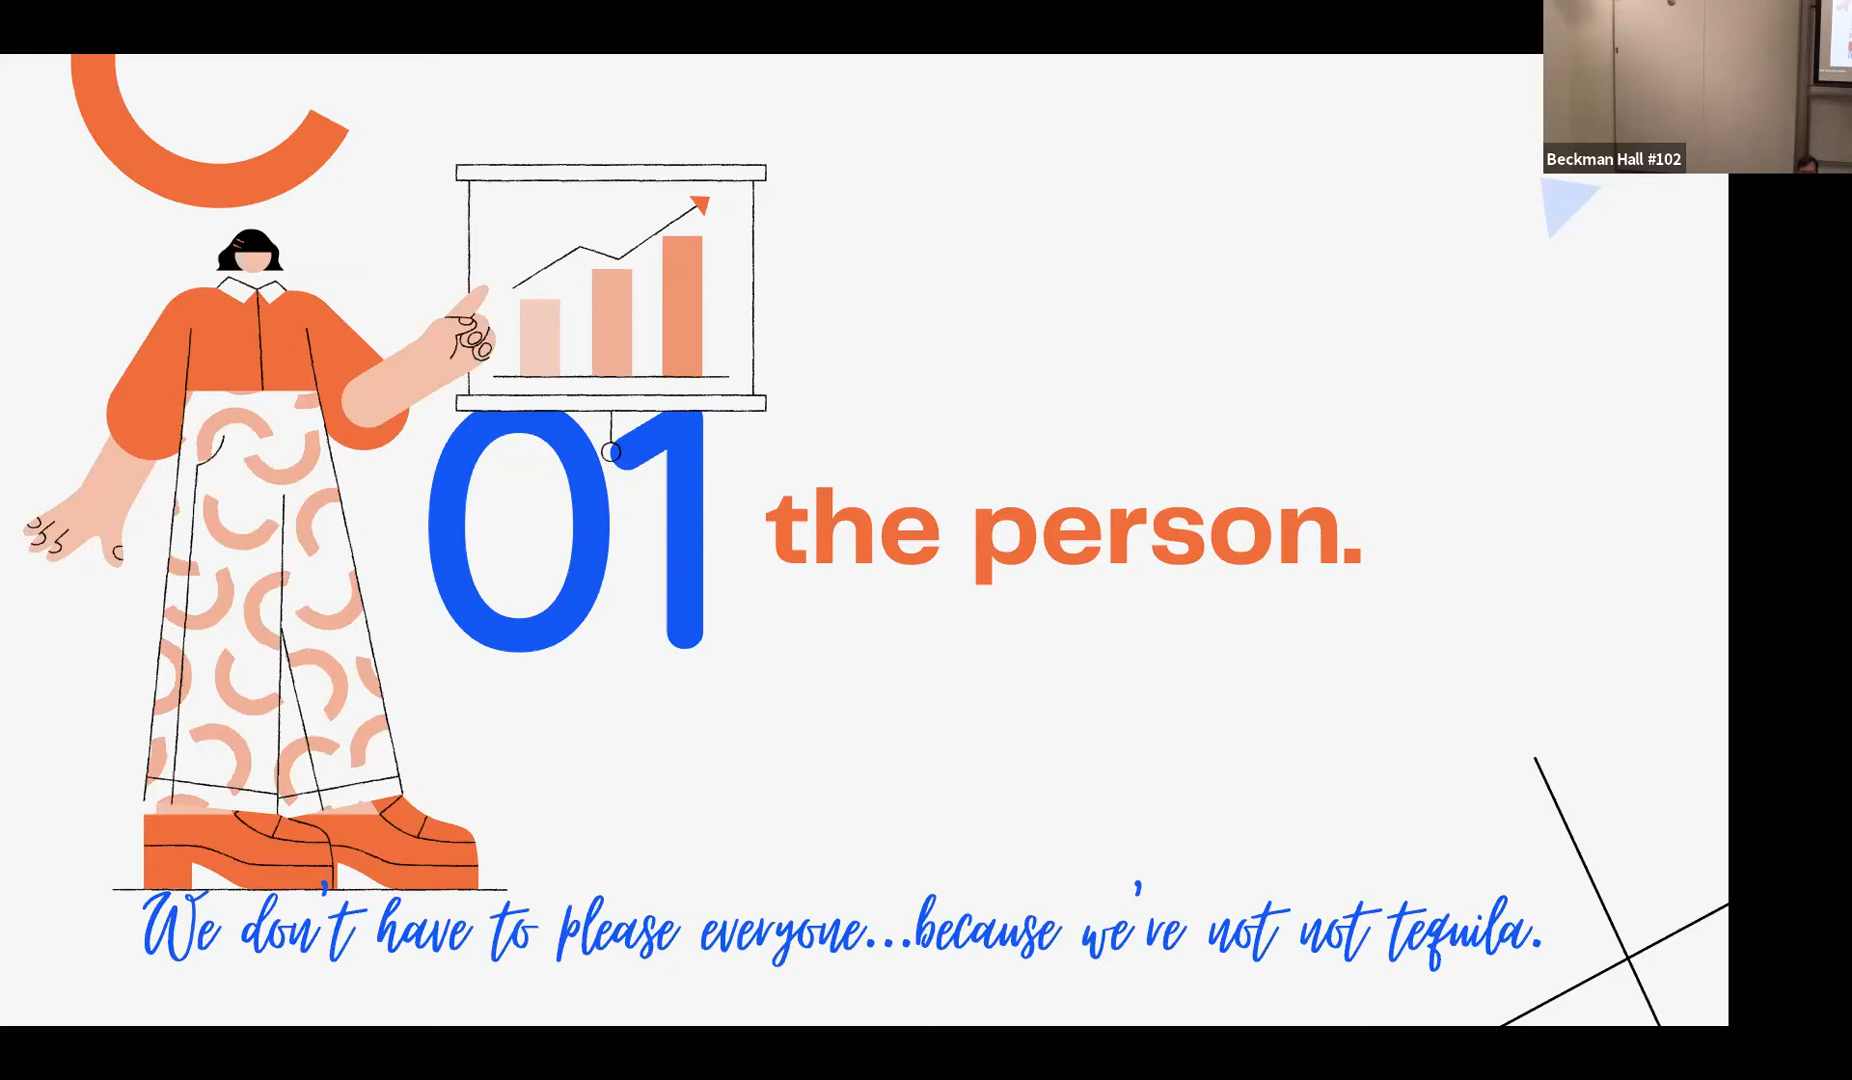 Beckman Hall #102
01
the person.
We don't have to please everyone...because we're not not tequila.